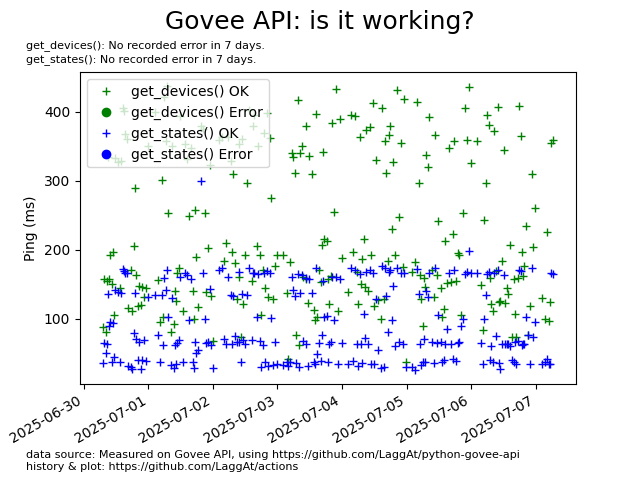 Govee API: is it working?
get_devices(): No recorded error in 7 days.
get_states(): No recorded error in 7 days.
get_devices() OK
get_devices() Error
get_states() OK
get_states() Error
Ping (ms)
400
300
200
100
2025-06-30
2025-07-01
2025-07-02
2025-07-03
2025-07-04
2025-07-05
2025-07-06
2025-07-07
data source: Measured on Govee API, using https://github.com/LaggAt/python-govee-api
history & plot: https://github.com/LaggAt/actions